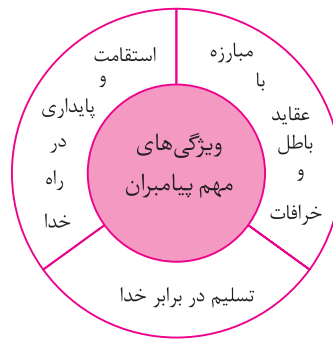 ویژگی‌های
مهم پیامبران
مبارزه
با
عقاید
باطل
و
خرافات
استقامت
و
پایداری
در
راه
خدا
تسلیم در برابر خدا